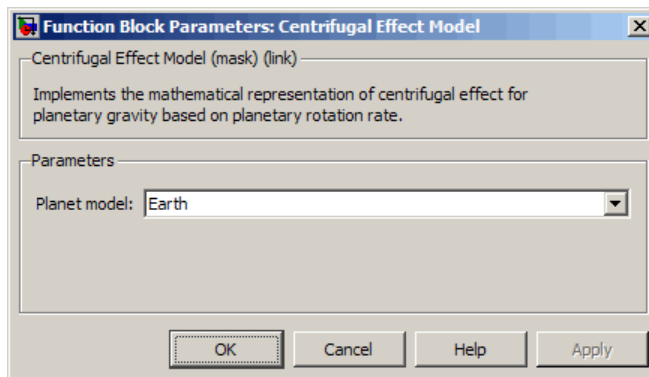 Function Block Parameters: Centrifugal Effect Model
Centrifugal Effect Model (mask) (link)
Implements the mathematical representation of centrifugal effect for
planetary gravity based on planetary rotation rate.
Parameters
Planet model: Earth
OK Cancel Help Apply